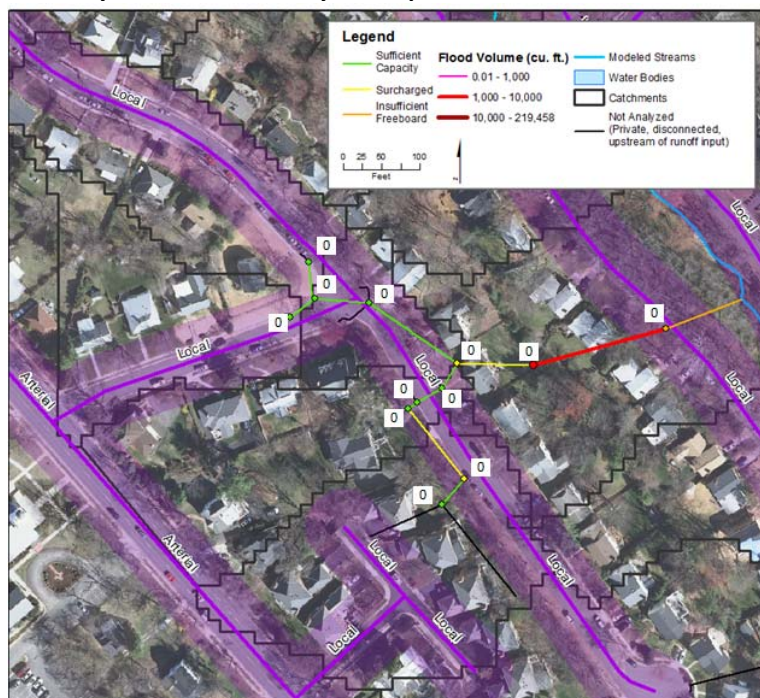 Legend
Sufficient
Capacity
Surcharged
Insufficient
Freeboard
Flood Volume (cu. ft.)
0.01 - 1,000
1,000 - 10,000
10,000 - 219,458
Modeled Streams
Water Bodies
Catchments
Not Analyzed
(Private, disconnected,
upstream of runoff input)
0 50 100
Feet
Local
Local
0
0
0
0
0
Local
0
0
0
Local
0
0
Local
Arterial
0
0
Local
Arterial
Local
Local
Local
Local